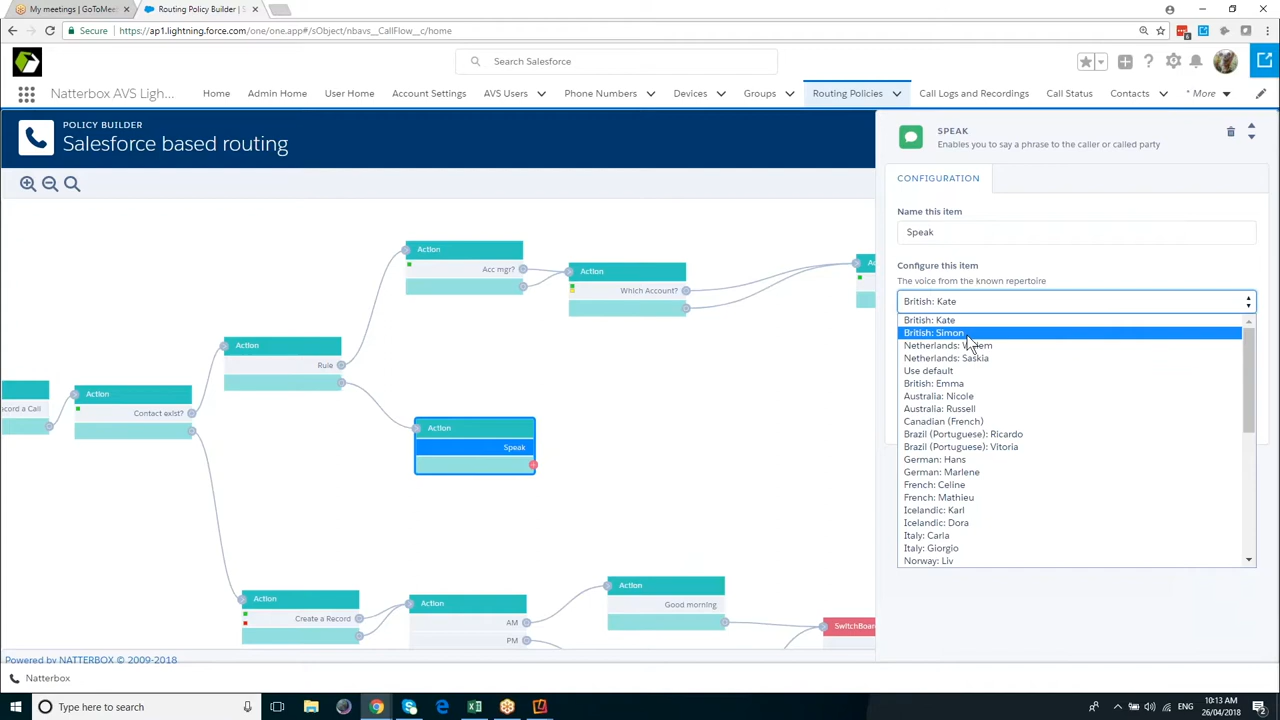 My meetings | GoToMeet
Routing Policy Builder | S
Secure
https://ap1.lightning.force.com/one/one.app#/sObject/nbavs__CallFlow__c/home
Search Salesforce
Natterbox AVS Ligh...
Home
Admin Home
User Home
Account Settings
AVS Users
Phone Numbers
Devices
Groups
Routing Policies
Call Logs and Recordings
Call Status
Contacts
* More
POLICY BUILDER
Salesforce based routing
SPEAK
Enables you to say a phrase to the caller or called party
CONFIGURATION
Name this item
Speak
Configure this item
The voice from the known repertoire
British: Kate
British: Kate
British: Simon
Netherlands:
Netherlands: Saskia
Use default
British: Emma
Australia: Nicole
Australia: Russell
Canadian (French)
Brazil (Portuguese): Ricardo
Brazil (Portuguese): Vitoria
German: Hans
German: Marlene
French: Celine
French: Mathieu
Icelandic: Karl
Icelandic: Dora
Italy: Carla
Italy: Giorgio
Norway: Liv
Action
Acc mgr?
Action
Which Account?
Action
Rule
Action
Contact exist?
a Call
Action
Speak
Action
Create a Record
Action
AM
PM
Action
Good morning
SwitchBoar
Powered by NATTERBOX © 2009-2018
Natterbox
Type here to search
ENG
10:13 AM
26/04/2018
2